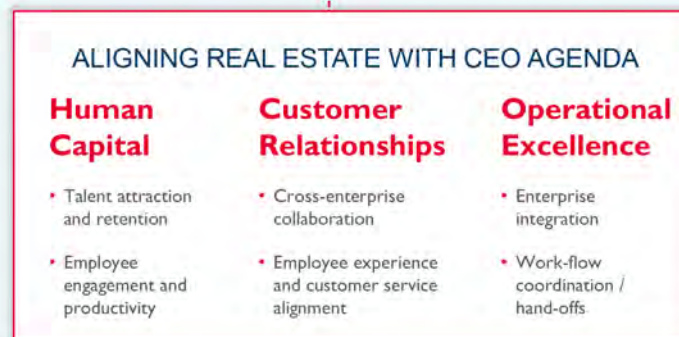 ALIGNING REAL ESTATE WITH CEO AGENDA
Human
Capital
• Talent attraction
and retention
• Employee
engagement and
productivity
Customer
Relationships
• Cross-enterprise
collaboration
• Employee experience
and customer service
alignment
Operational
Excellence
• Enterprise
integration
• Work-flow
coordination /
hand-offs